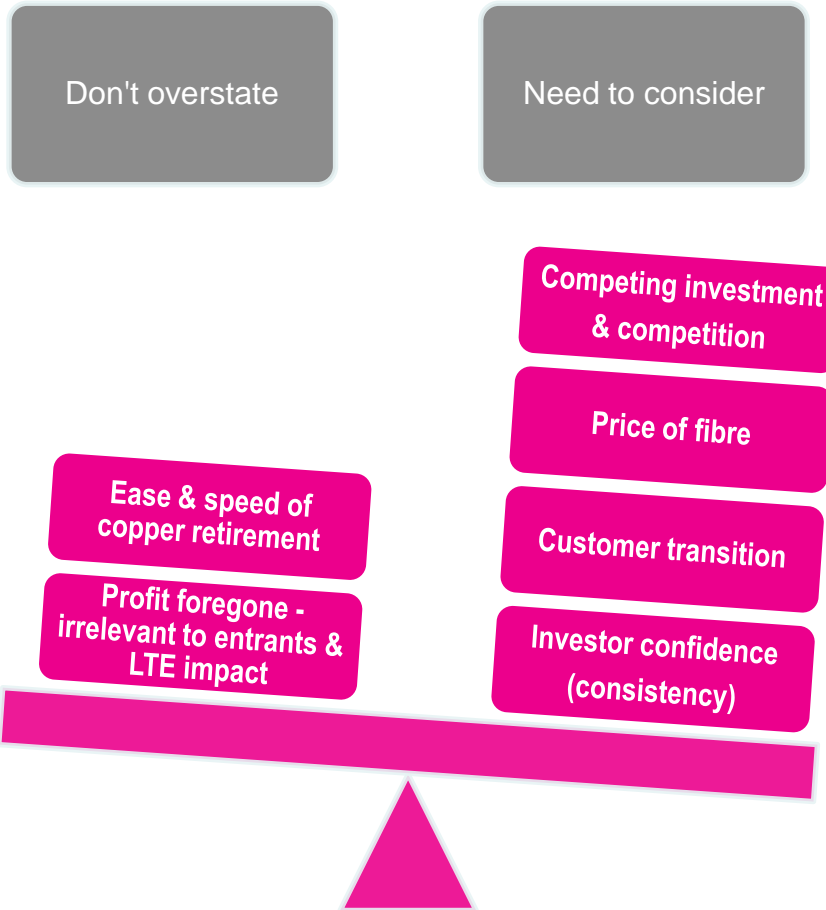 Don't overstate
Need to consider
Competing investment
& competition
Price of fibre
Customer transition
Investor confidence
(consistency)
Ease & speed of
copper retirement
Profit foregone -
irrelevant to entrants &
LTE impact